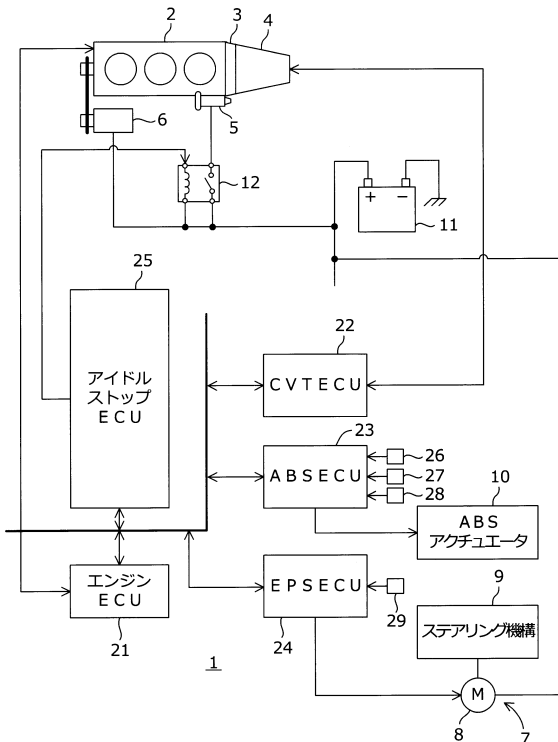 2
3
4
5
6
12
+ −
11
25
アイドル
ストップ
ECU
22
CVTECU
23
ABSECU
26
27
28
10
ABS
アクチュエータ
エンジン
ECU
21
EPSECU
24
29
9
ステアリング機構
M
8
7
1